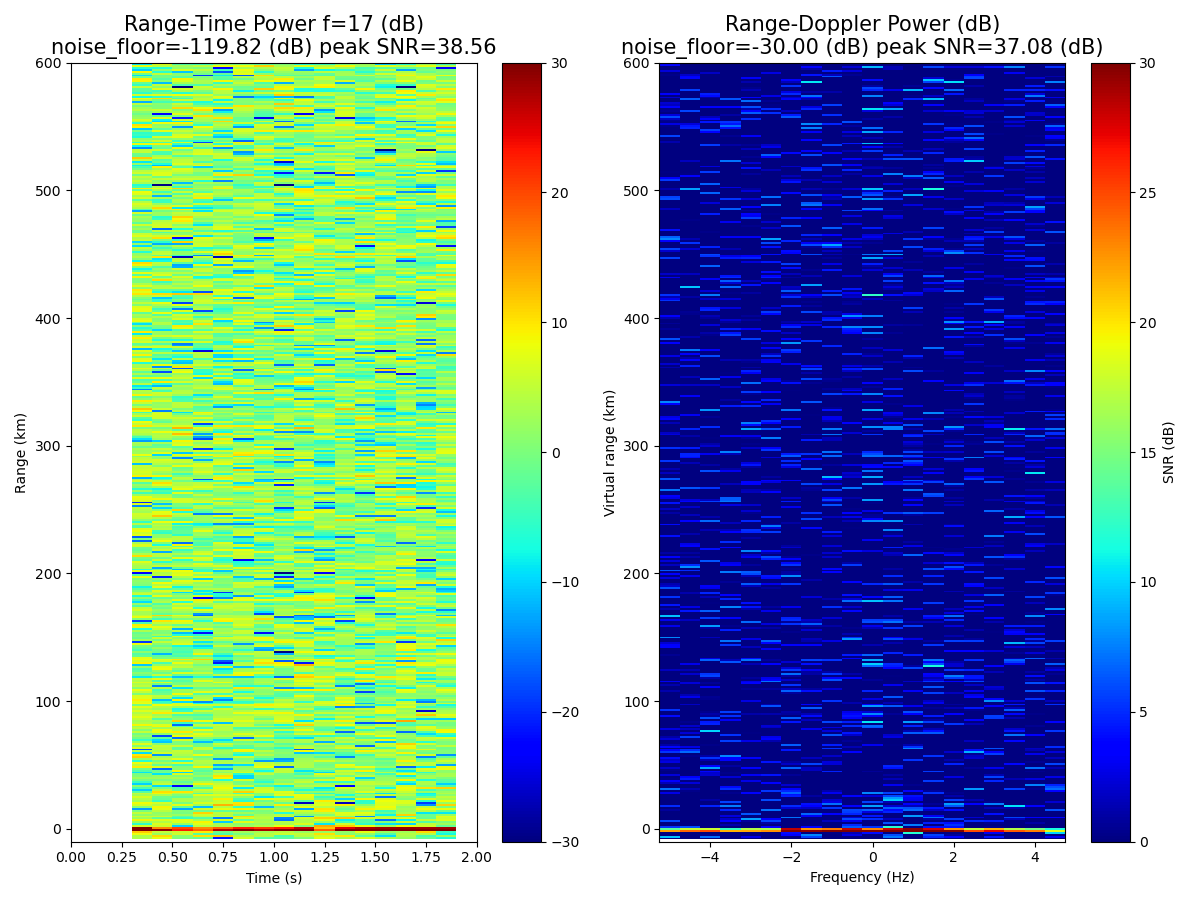 Range-Time Power f=17 (dB)
noise_floor=-119.82 (dB) peak SNR=38.56
600
500
400
300
200
100
0
Range (km)
0.00 0.25 0.50 0.75 1.00 1.25 1.50 1.75 2.00
Time (s)
30
20
10
0
−10
−20
−30
Range-Doppler Power (dB)
noise_floor=-30.00 (dB) peak SNR=37.08 (dB)
600
500
400
300
200
100
0
Virtual range (km)
−4 −2 0 2 4
Frequency (Hz)
30
25
20
15
10
5
0
SNR (dB)